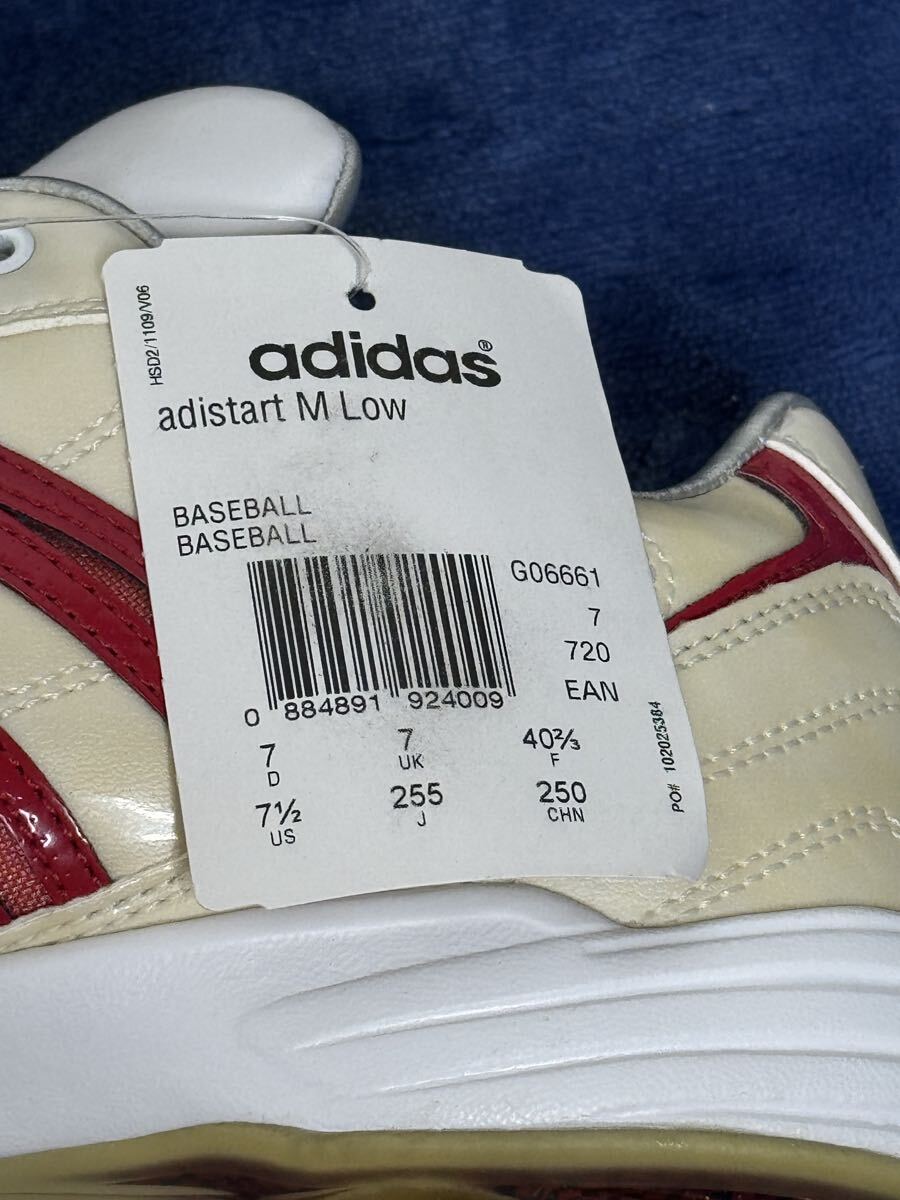 HSD2/1109/V06
adidas®
adistart M Low
BASEBALL
BASEBALL
G06661
7
720
EAN
0 884891 924009
7 7 40⅔
D UK F
7½ 255 250
US J CHN
PO# 102025384